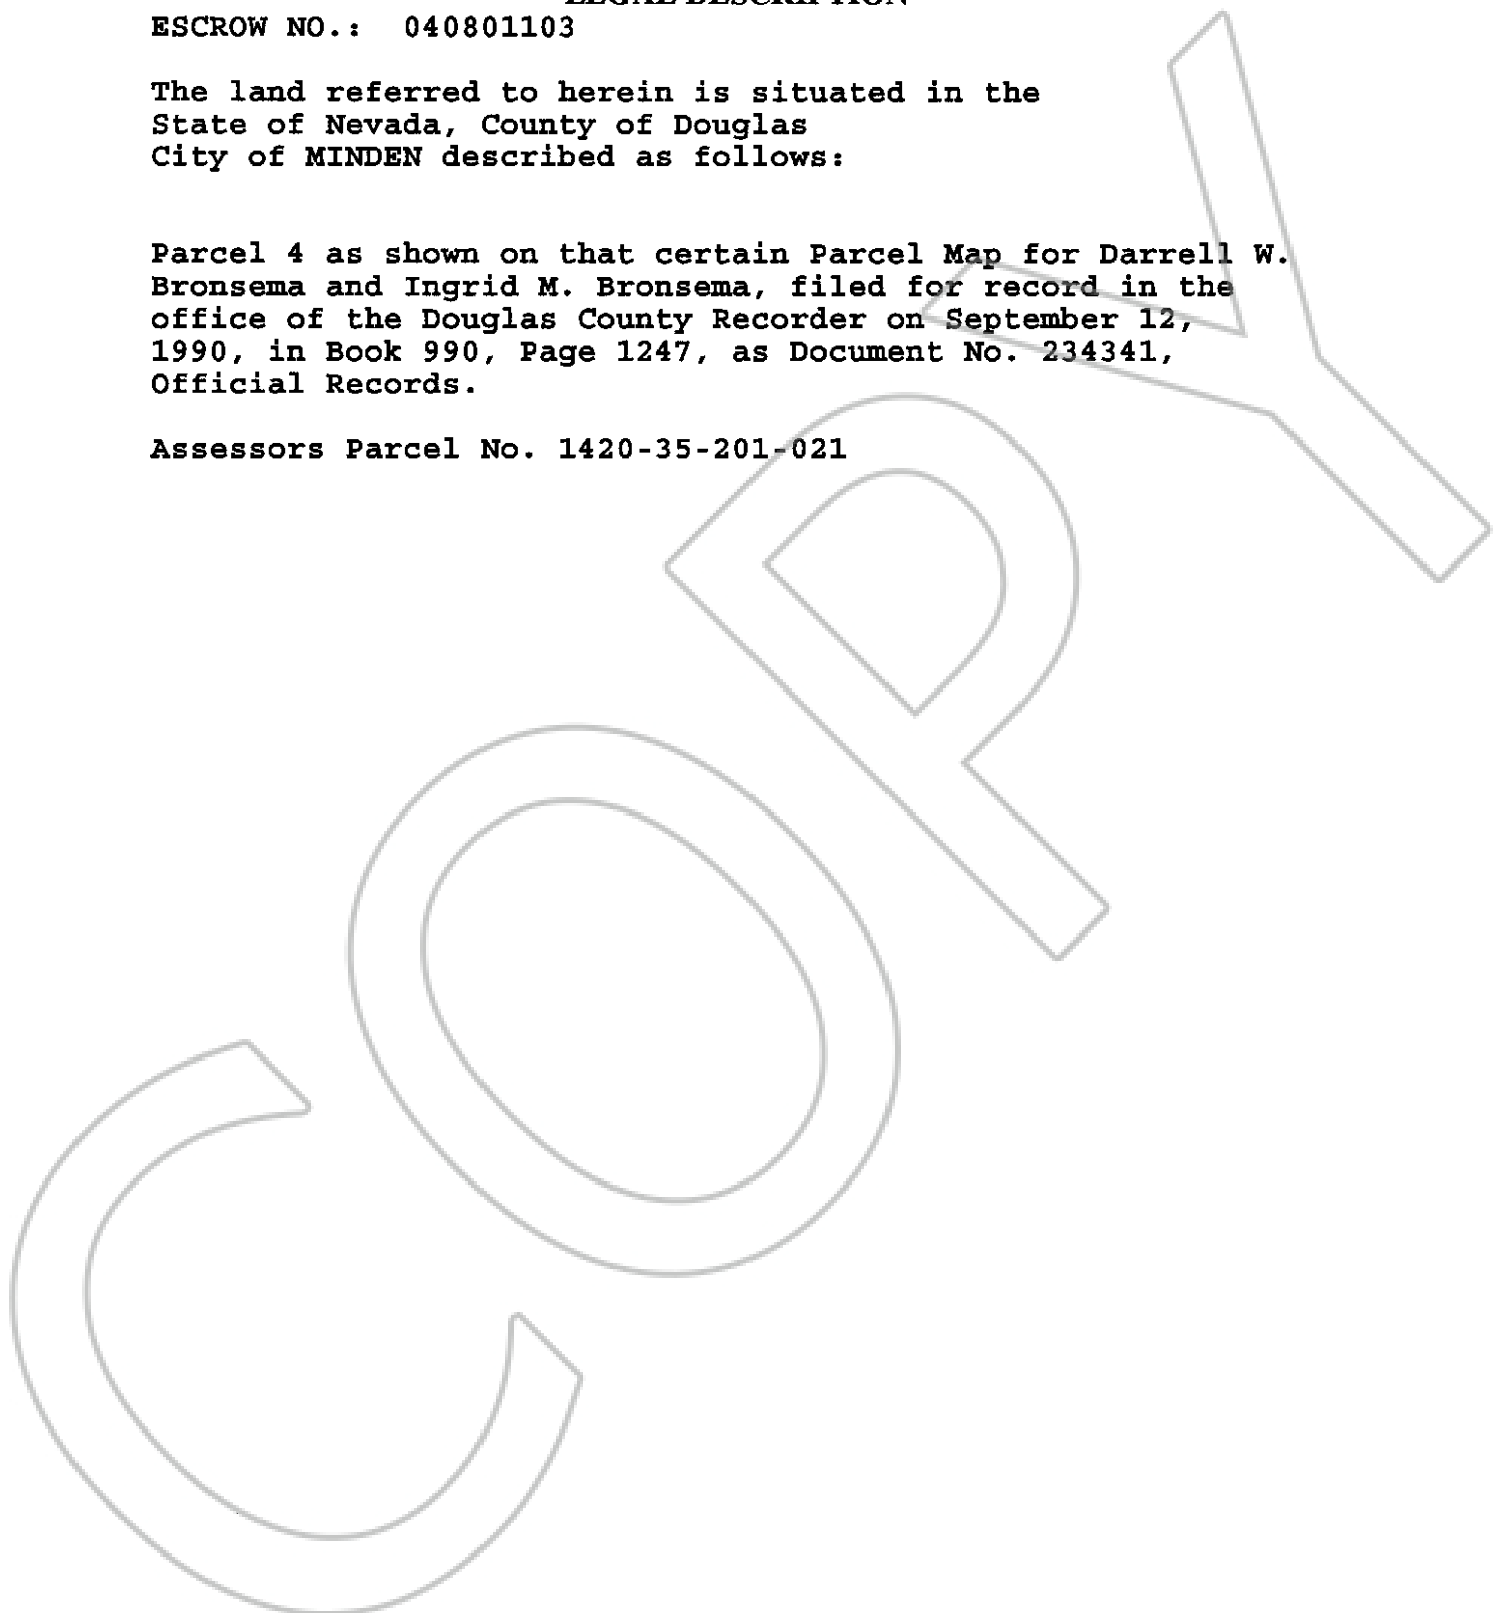 LEGAL DESCRIPTION
ESCROW NO.: 040801103
The land referred to herein is situated in the
State of Nevada, County of Douglas
City of MINDEN described as follows:
Parcel 4 as shown on that certain Parcel Map for Darrell W.
Bronsema and Ingrid M. Bronsema, filed for record in the
office of the Douglas County Recorder on September 12,
1990, in Book 990, Page 1247, as Document No. 234341,
Official Records.
Assessors Parcel No. 1420-35-201-021
COPY